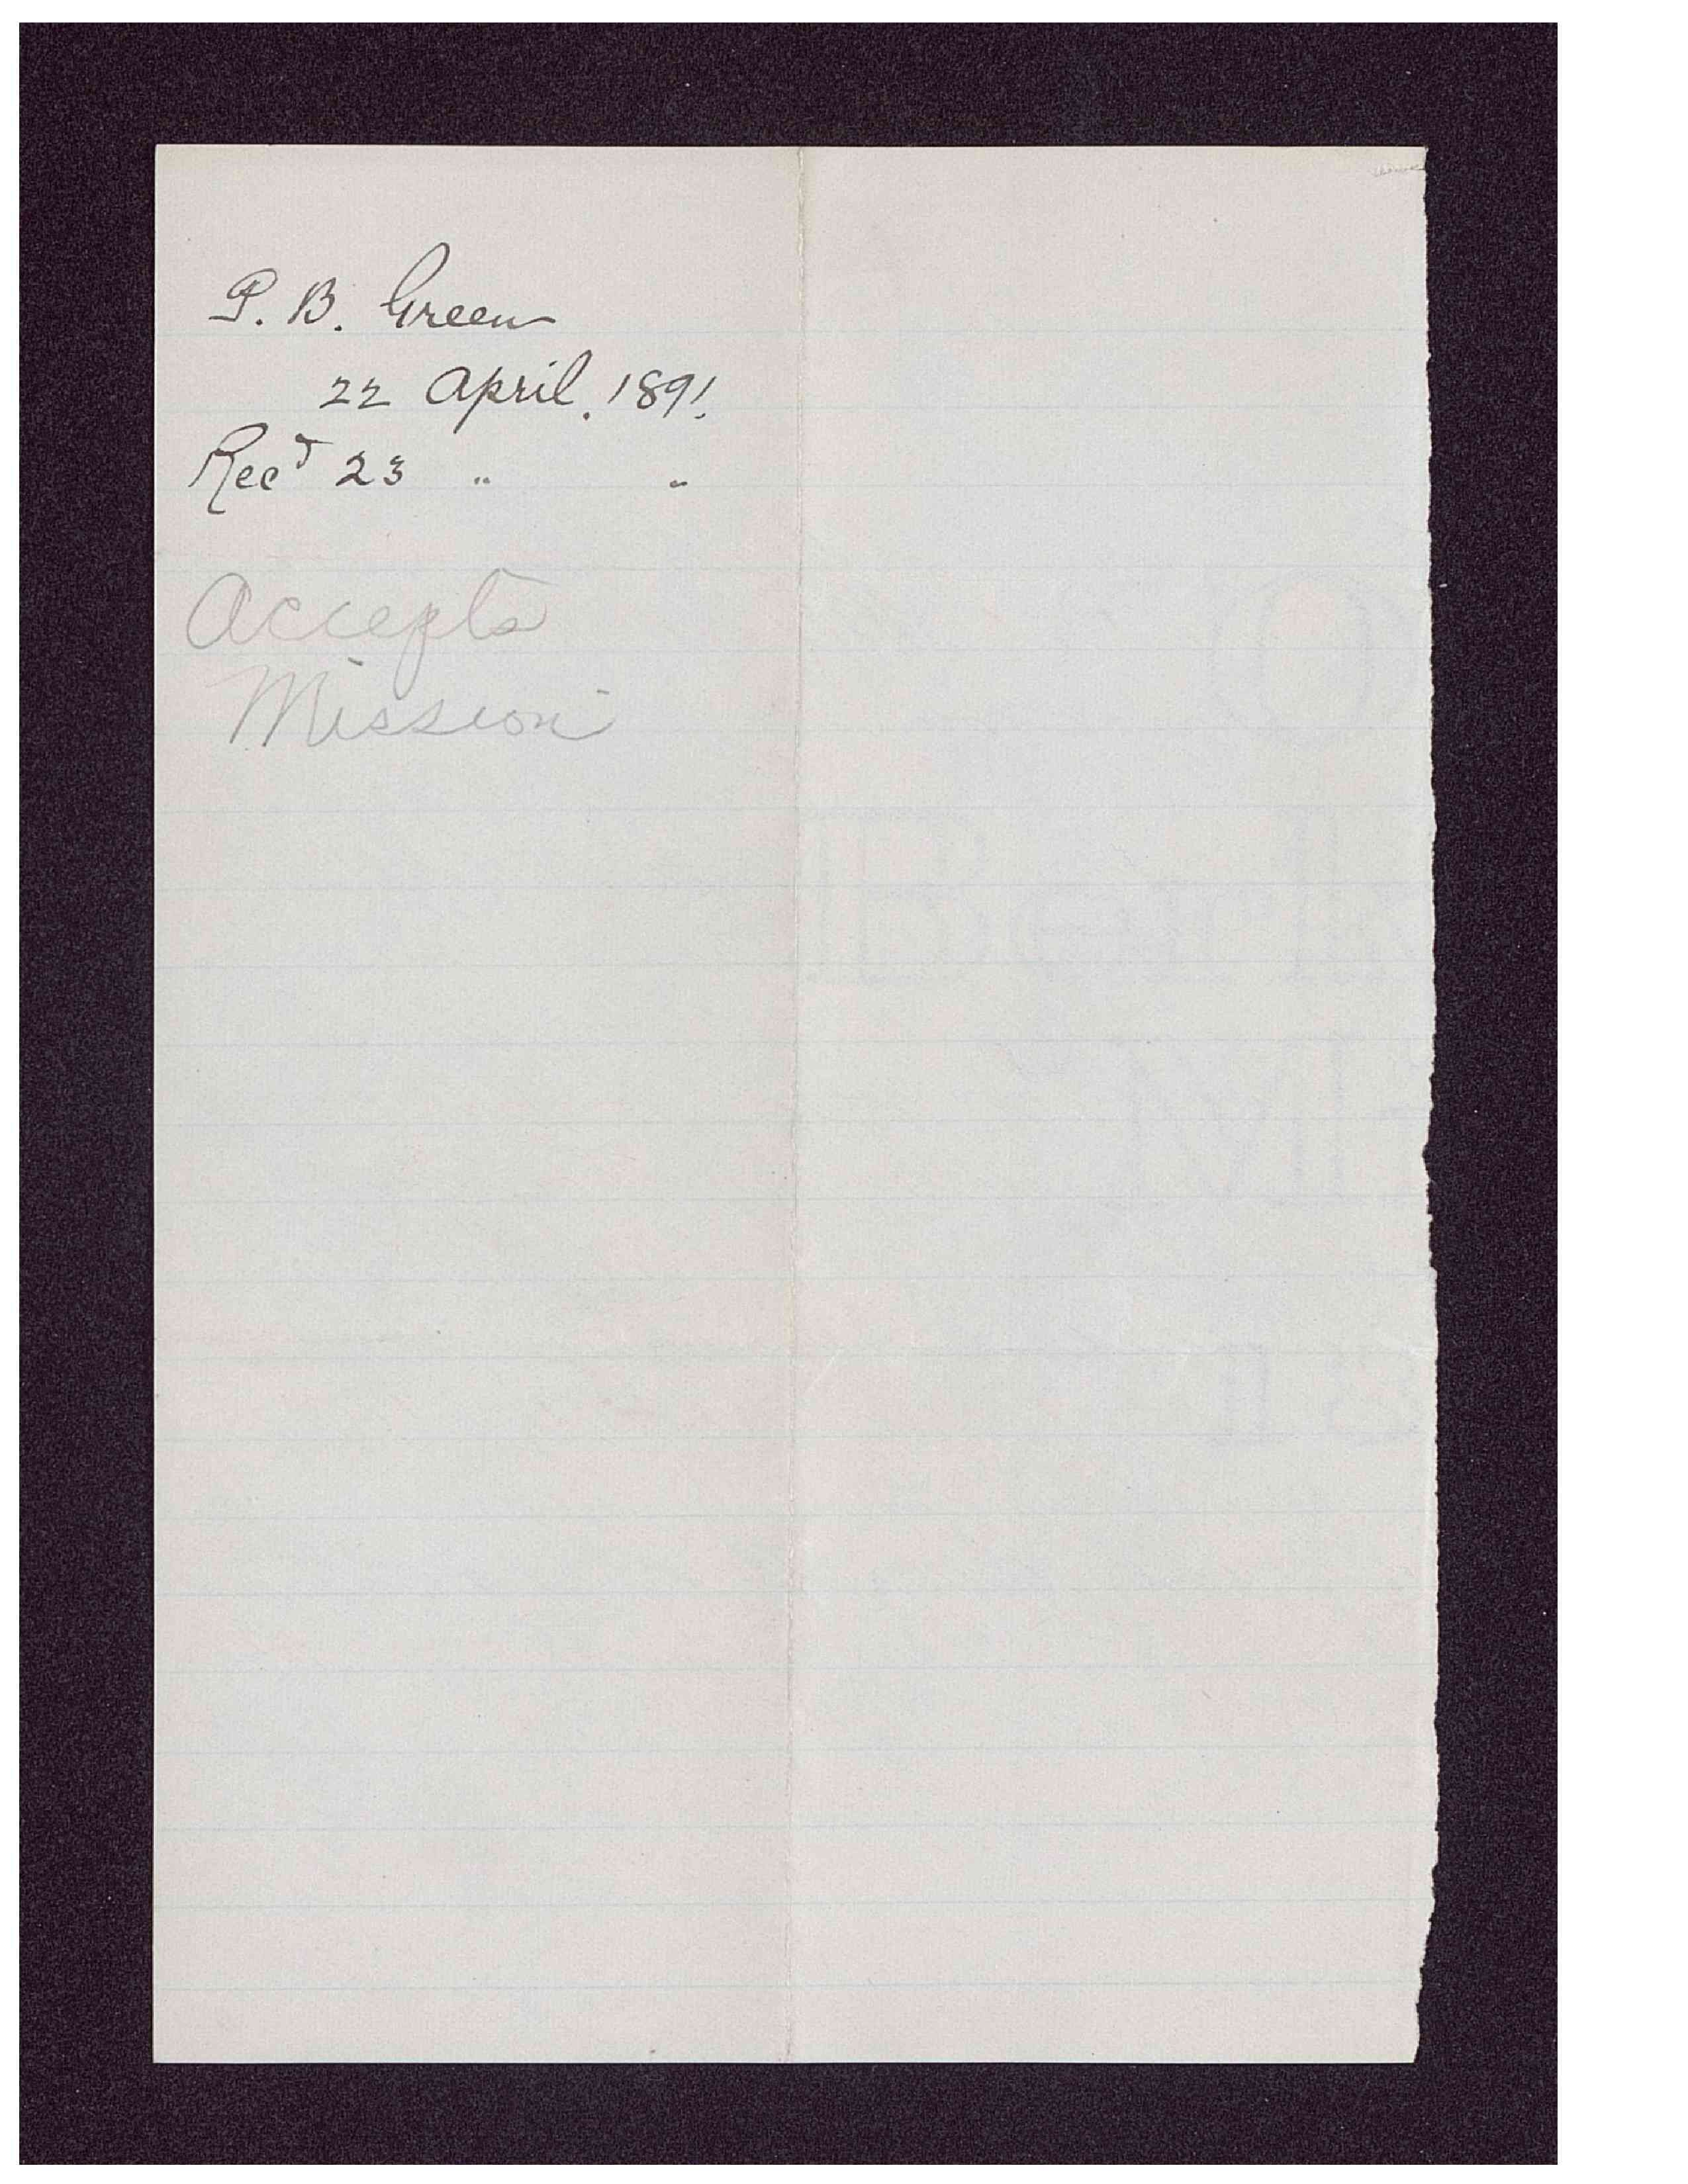 P. B. Green
22 April. 1891.
Recd 23 " "
Accepts
Mission